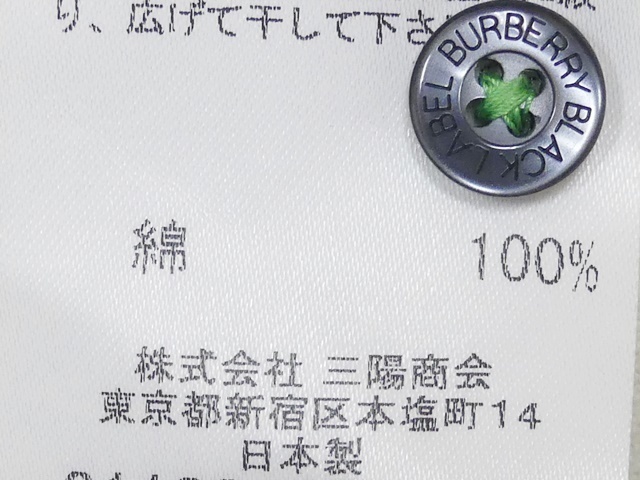 り、広げて干して下さ
BURBERRY BLACK LABEL
綿 100%
株式会社 三陽商会
東京都新宿区本塩町14
日本製